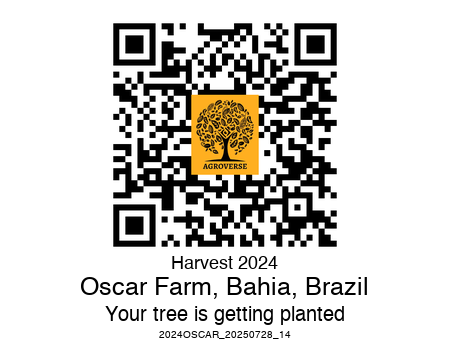 AGROVERSE
Harvest 2024
Oscar Farm, Bahia, Brazil
Your tree is getting planted
2024OSCAR_20250728_14